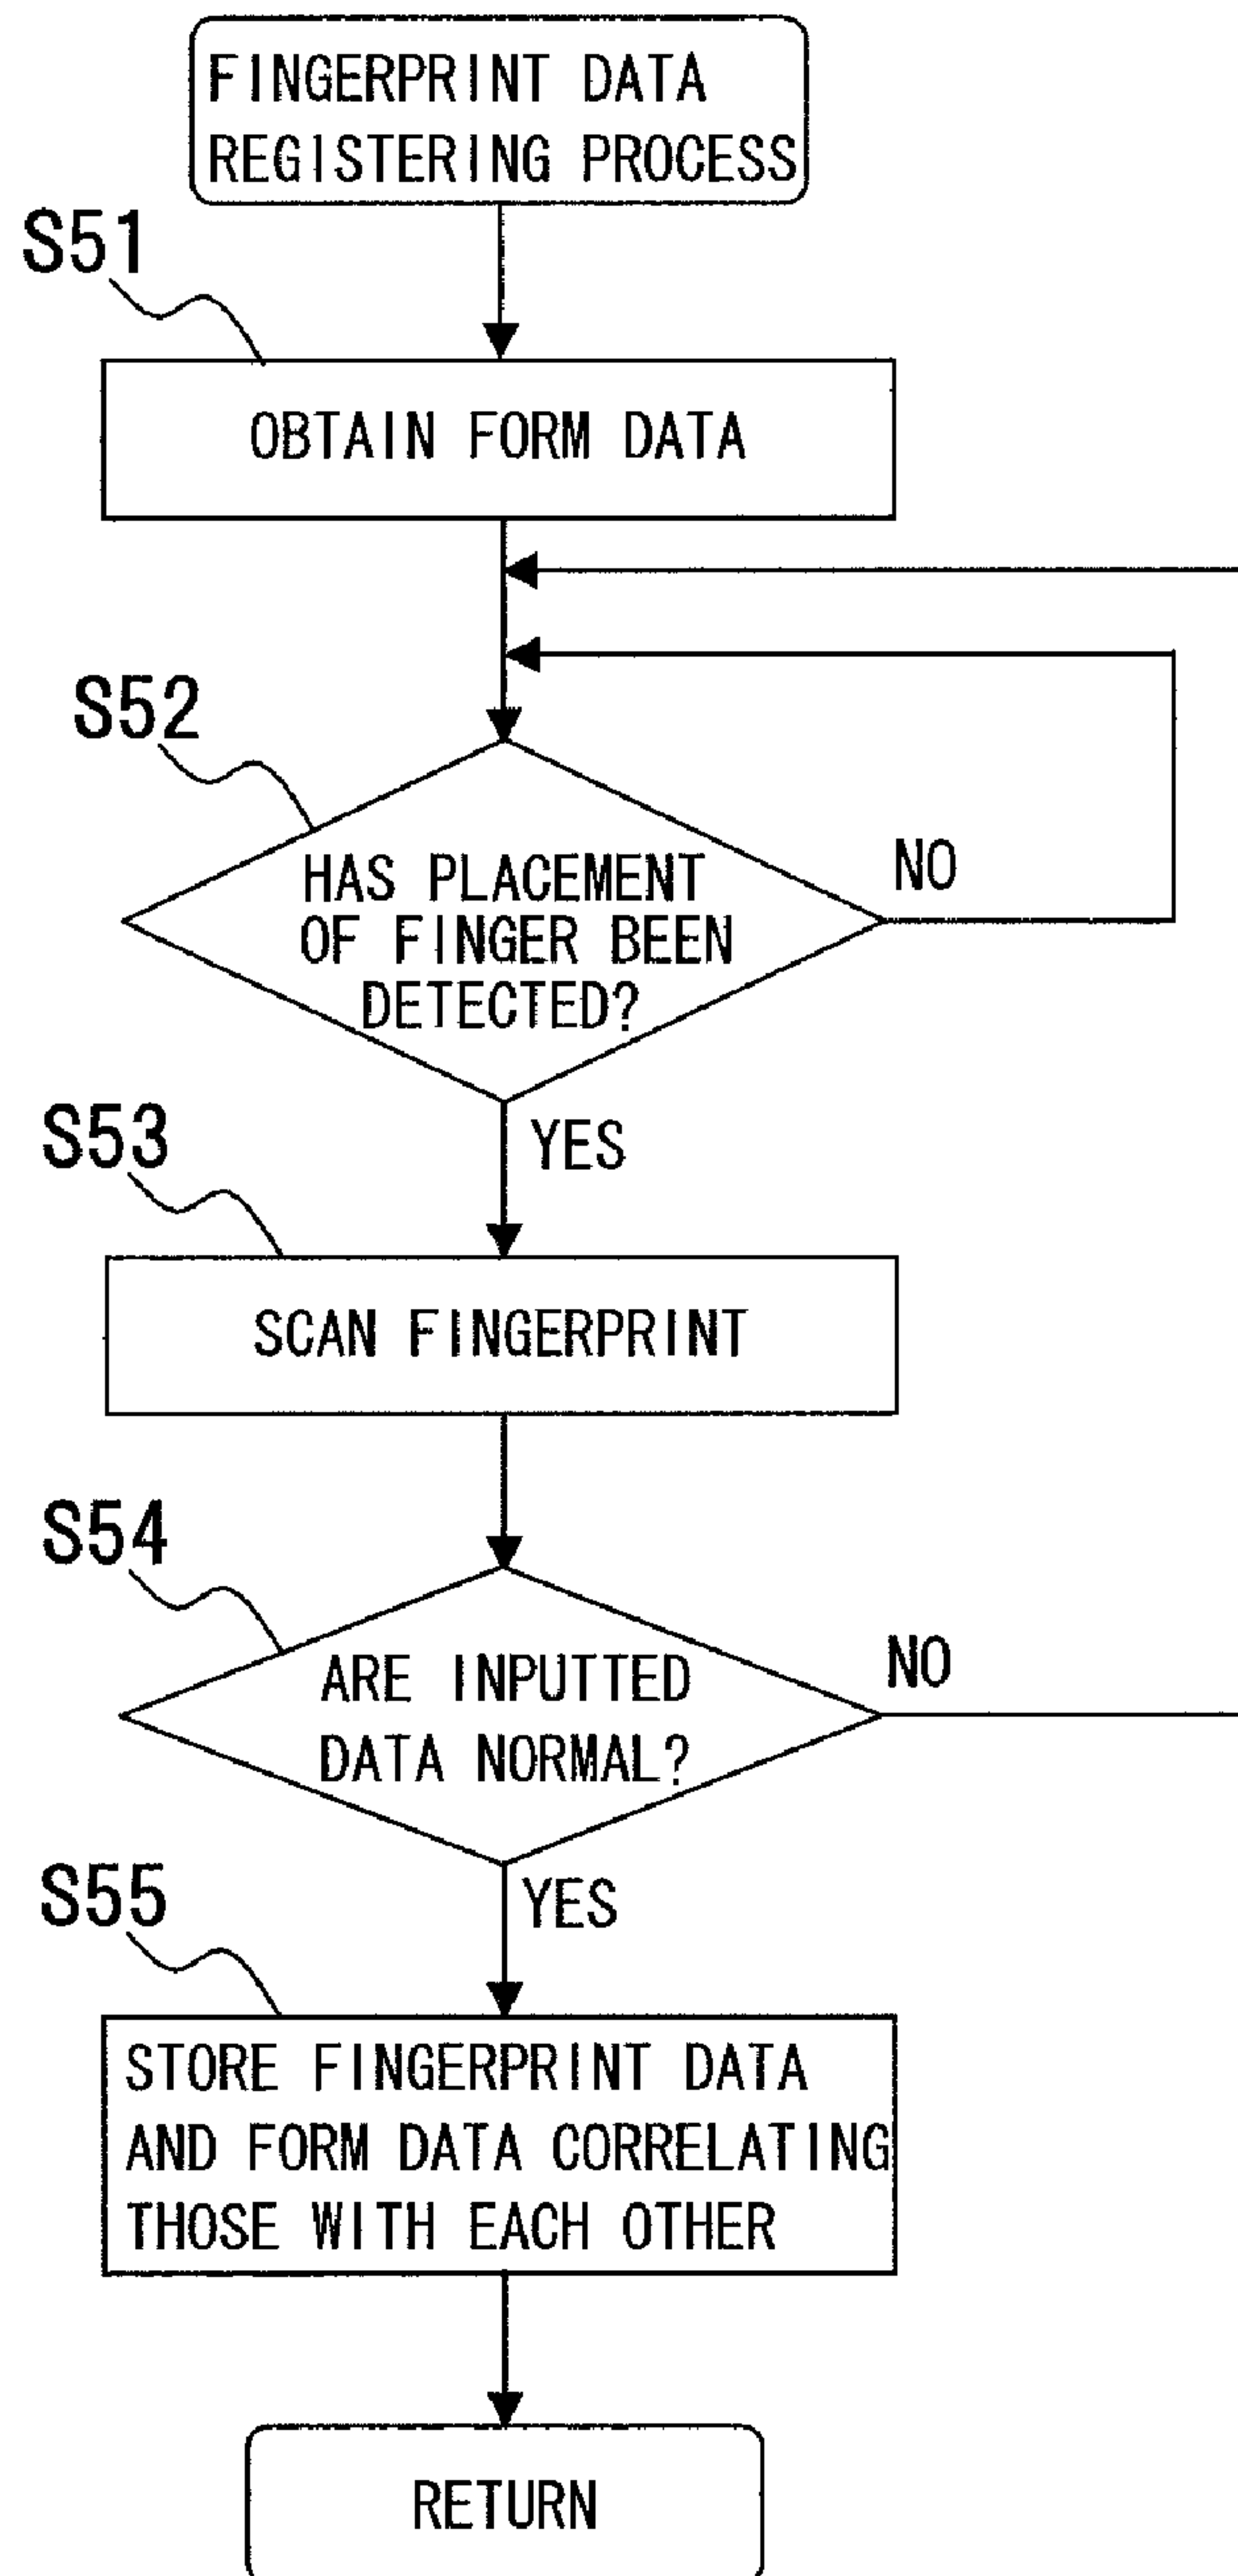 FINGERPRINT DATA
REGISTERING PROCESS
S51
OBTAIN FORM DATA
S52
HAS PLACEMENT
OF FINGER BEEN
DETECTED?
NO
YES
S53
SCAN FINGERPRINT
S54
ARE INPUTTED
DATA NORMAL?
NO
YES
S55
STORE FINGERPRINT DATA
AND FORM DATA CORRELATING
THOSE WITH EACH OTHER
RETURN